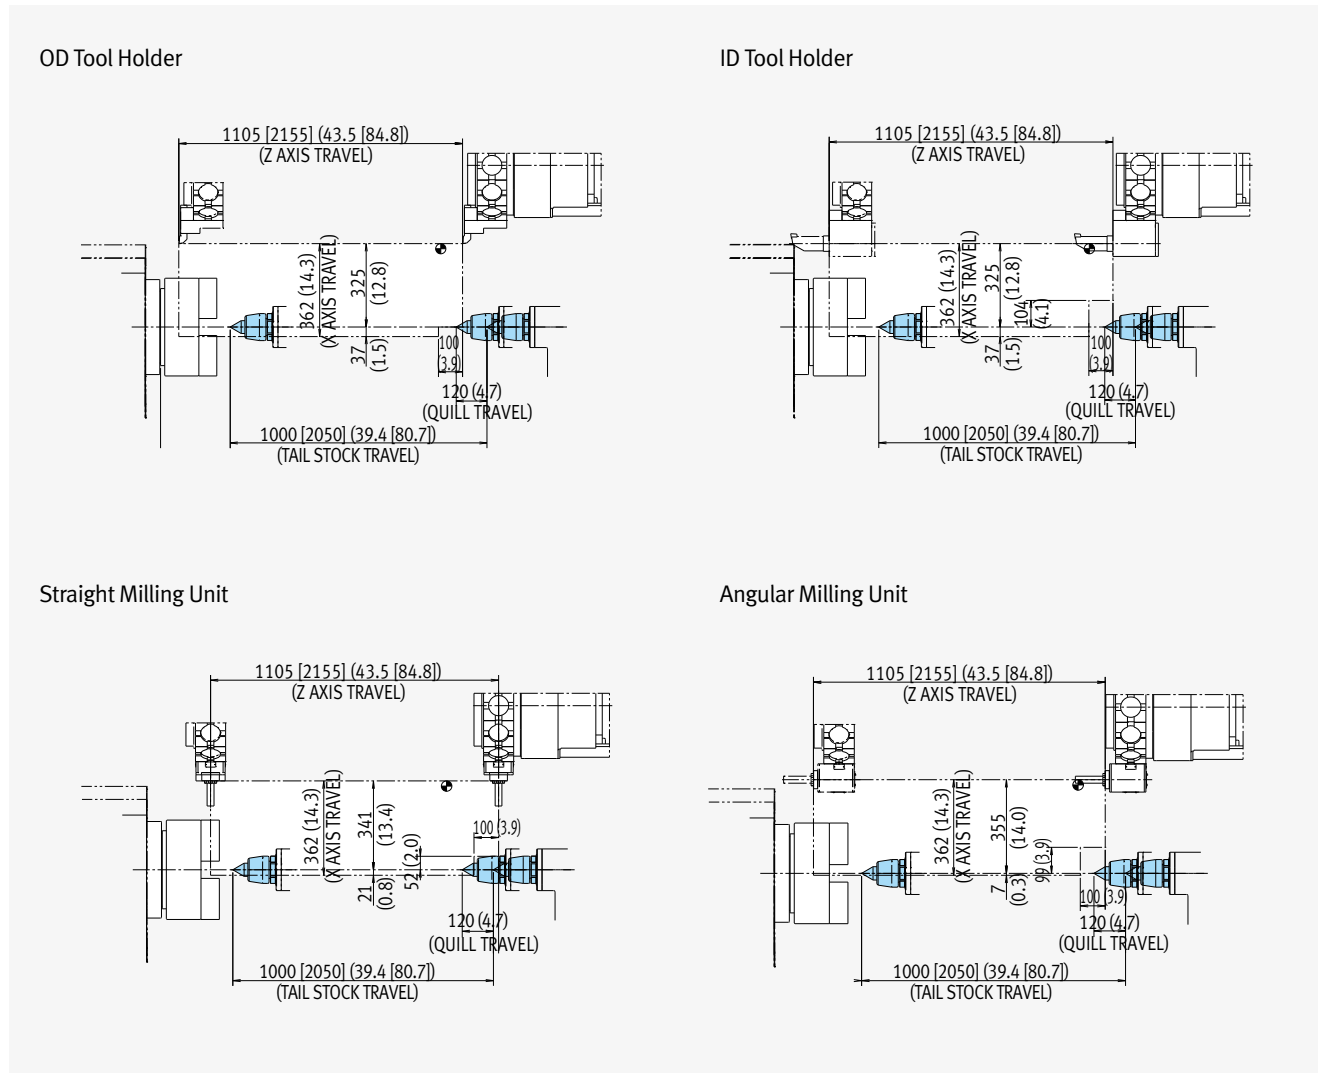 OD Tool Holder
1105 [2155] (43.5 [84.8])
(Z AXIS TRAVEL)
362 (14.3)
(X AXIS TRAVEL)
325
(12.8)
37
(1.5)
100
(3.9)
120 (4.7)
(QUILL TRAVEL)
1000 [2050] (39.4 [80.7])
(TAIL STOCK TRAVEL)
ID Tool Holder
1105 [2155] (43.5 [84.8])
(Z AXIS TRAVEL)
362 (14.3)
(X AXIS TRAVEL)
325
(12.8)
104
(4.1)
37
(1.5)
100
(3.9)
120 (4.7)
(QUILL TRAVEL)
1000 [2050] (39.4 [80.7])
(TAIL STOCK TRAVEL)
Straight Milling Unit
1105 [2155] (43.5 [84.8])
(Z AXIS TRAVEL)
362 (14.3)
(X AXIS TRAVEL)
341
(13.4)
100 (3.9)
52 (2.0)
21
(0.8)
120 (4.7)
(QUILL TRAVEL)
1000 [2050] (39.4 [80.7])
(TAIL STOCK TRAVEL)
Angular Milling Unit
1105 [2155] (43.5 [84.8])
(Z AXIS TRAVEL)
362 (14.3)
(X AXIS TRAVEL)
355
(14.0)
99 (3.9)
7
(0.3)
100 (3.9)
120 (4.7)
(QUILL TRAVEL)
1000 [2050] (39.4 [80.7])
(TAIL STOCK TRAVEL)